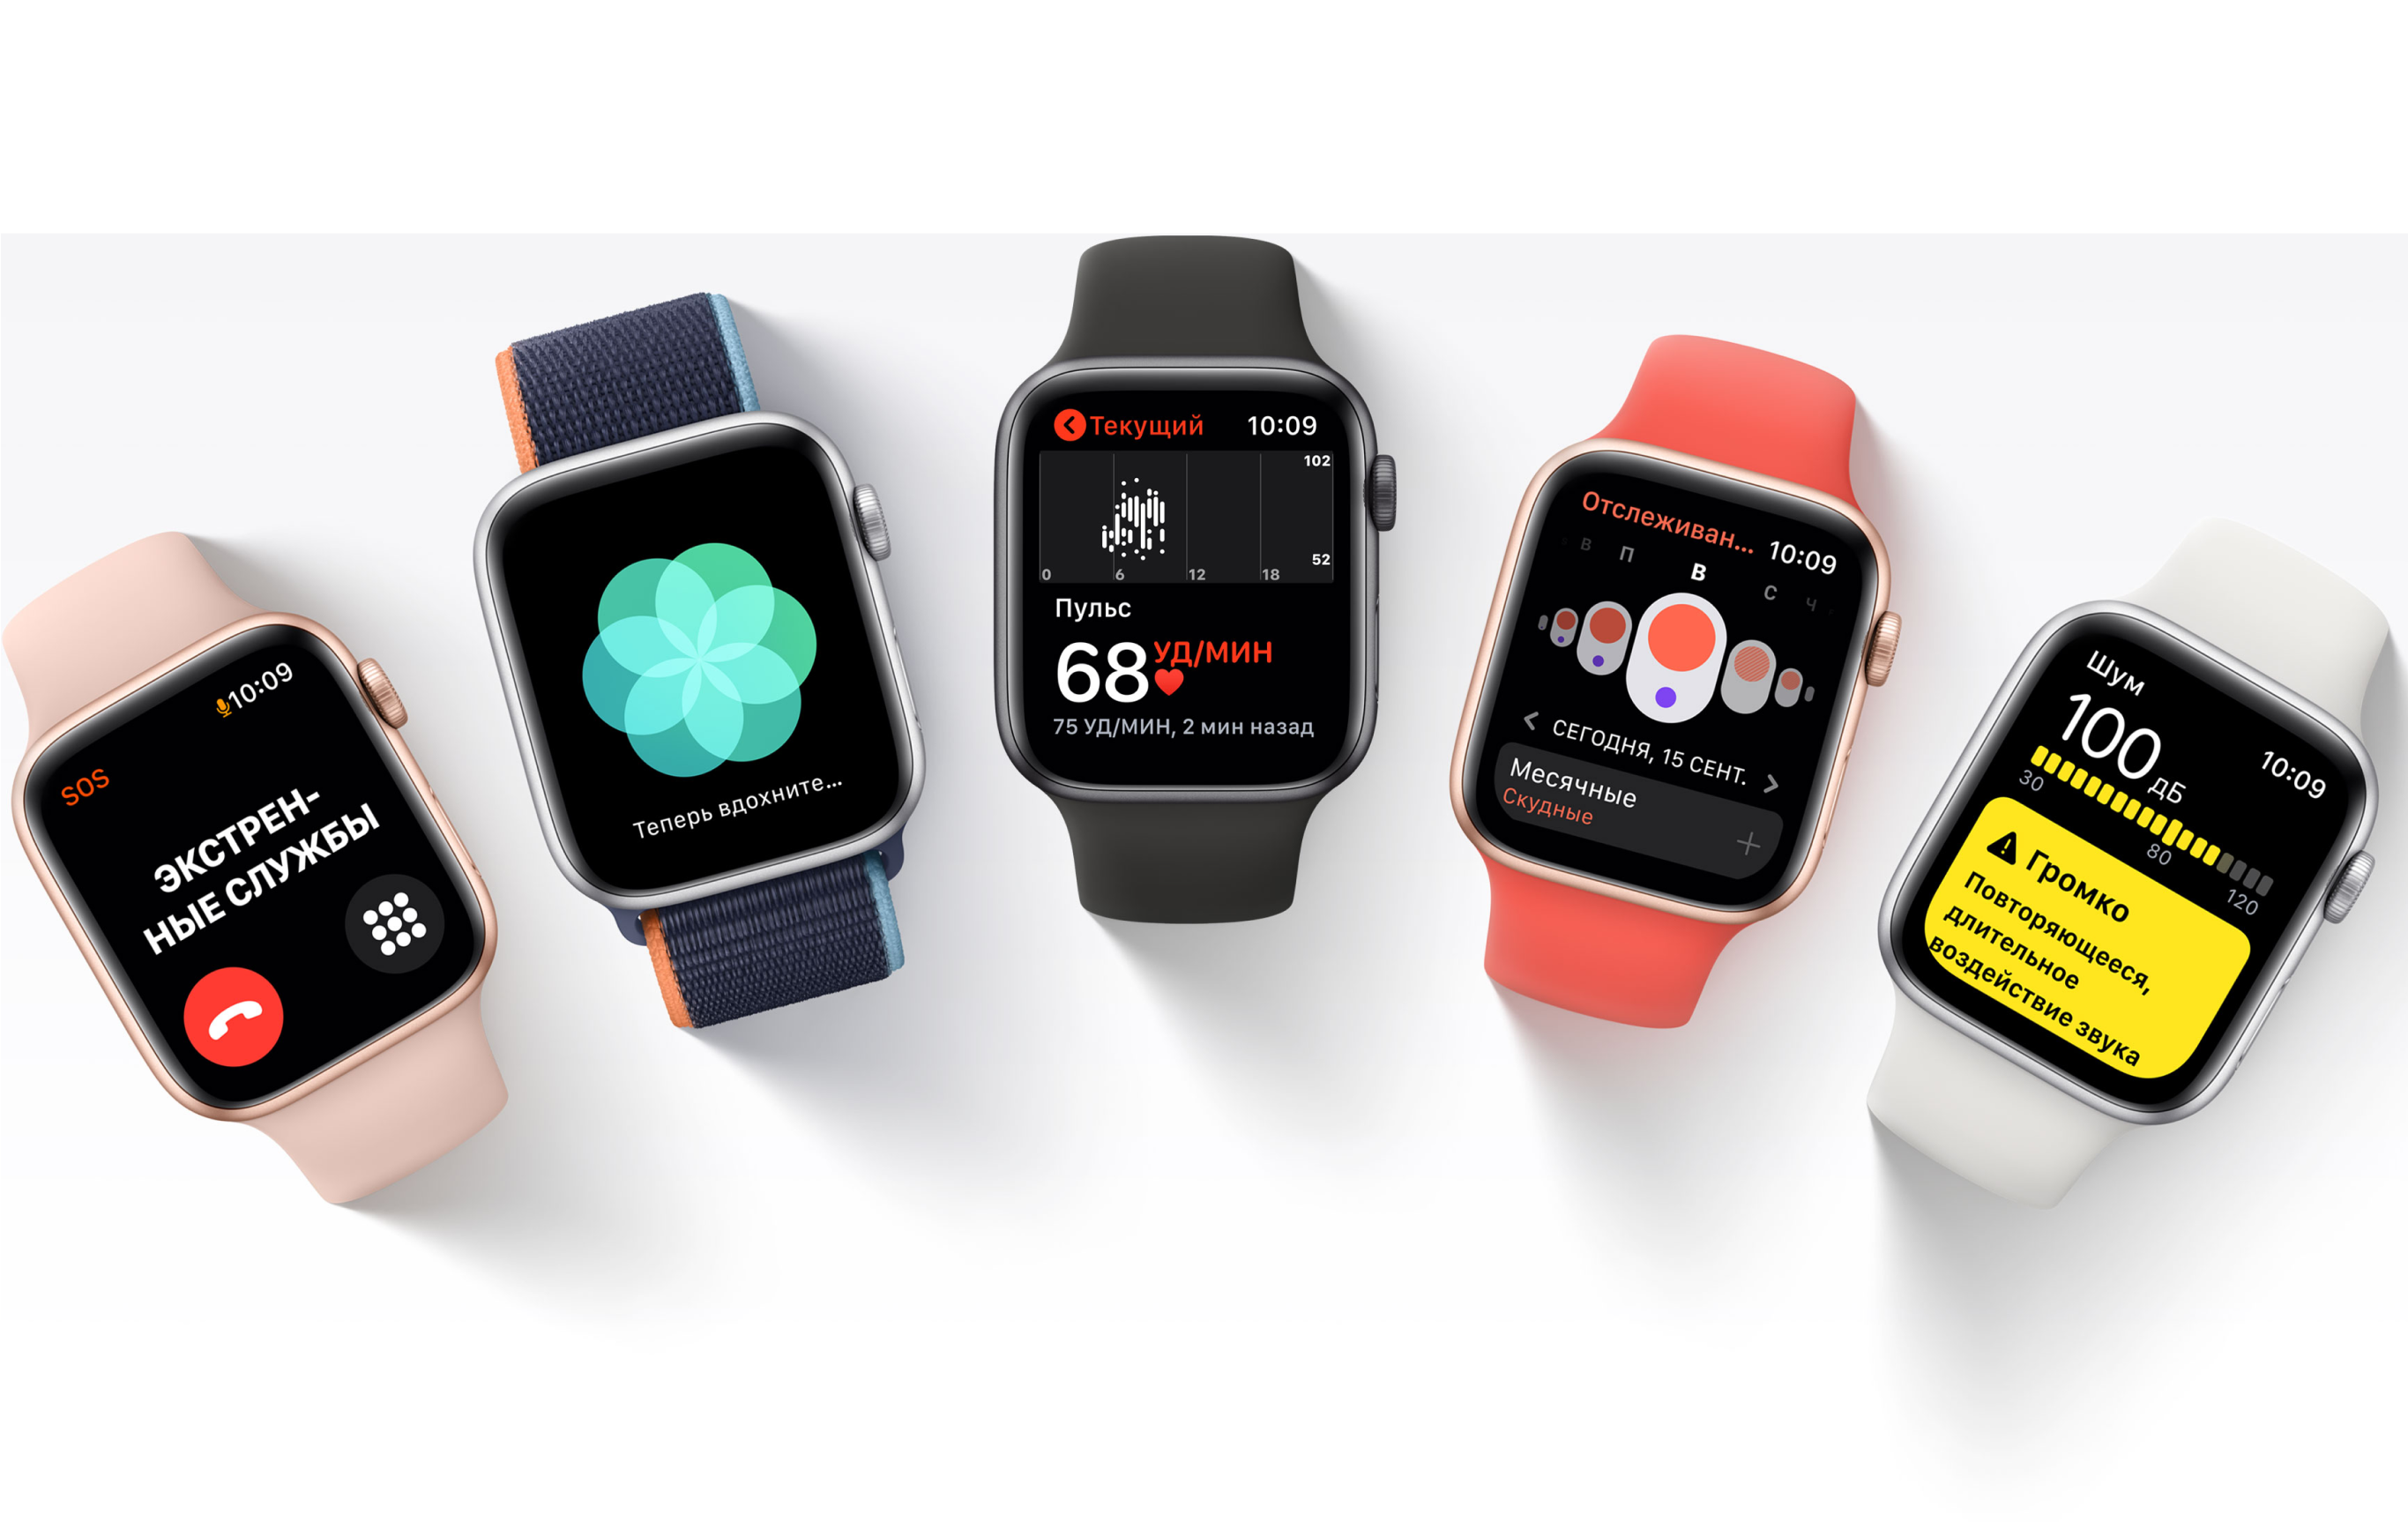 10:09
SOS
ЭКСТРЕН-
НЫЕ СЛУЖБЫ
Теперь вдохните...
Текущий 10:09
102
52
0 6 12 18
Пульс
68 УД/МИН
75 УД/МИН, 2 мин назад
Отслеживан... 10:09
В П В С Ч
СЕГОДНЯ, 15 СЕНТ.
Месячные
Скудные
Шум
10:09
100 дБ
30 80 120
Громко
Повторяющееся,
длительное
воздействие звука